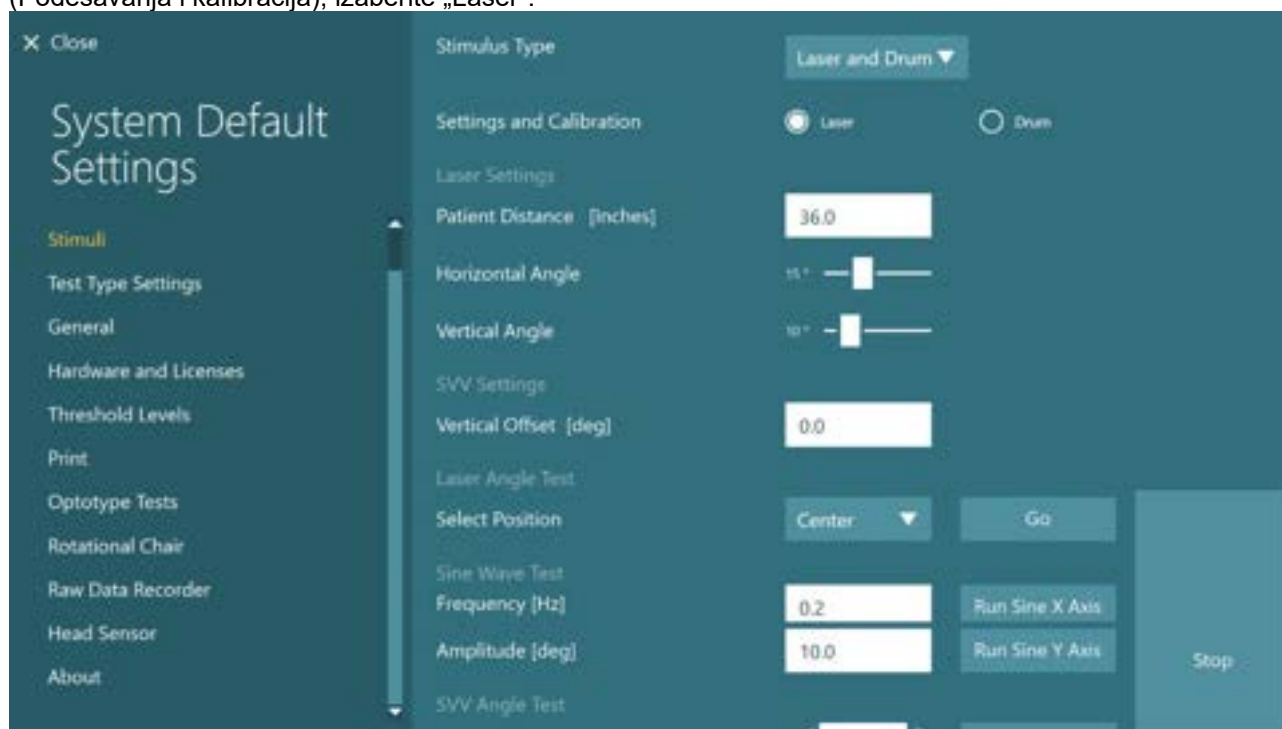 (Podešavanja i kalibracija), izaberite „Laser“.
X Close
System Default
Settings
Stimuli
Test Type Settings
General
Hardware and Licenses
Threshold Levels
Print
Optotype Tests
Rotational Chair
Raw Data Recorder
Head Sensor
About
Stimulus Type
Laser and Drum
Settings and Calibration
Laser
Drum
Laser Settings
Patient Distance [inches]
36.0
Horizontal Angle
15 °
Vertical Angle
10 °
SVV Settings
Vertical Offset [deg]
0.0
Laser Angle Test
Select Position
Center
Go
Sine Wave Test
Frequency [Hz]
0.2
Run Sine X Axis
Amplitude [deg]
10.0
Run Sine Y Axis
Stop
SVV Angle Test